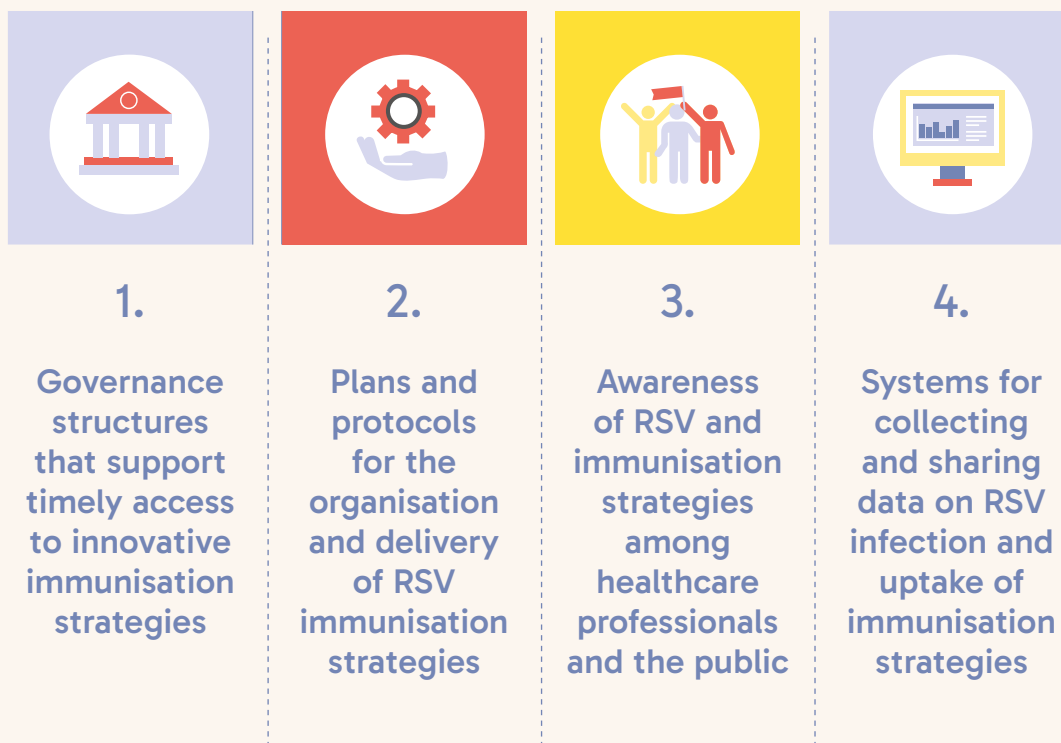 1.
Governance
structures
that support
timely access
to innovative
immunisation
strategies
2.
Plans and
protocols
for the
organisation
and delivery
of RSV
immunisation
strategies
3.
Awareness
of RSV and
immunisation
strategies
among
healthcare
professionals
and the public
4.
Systems for
collecting
and sharing
data on RSV
infection and
uptake of
immunisation
strategies